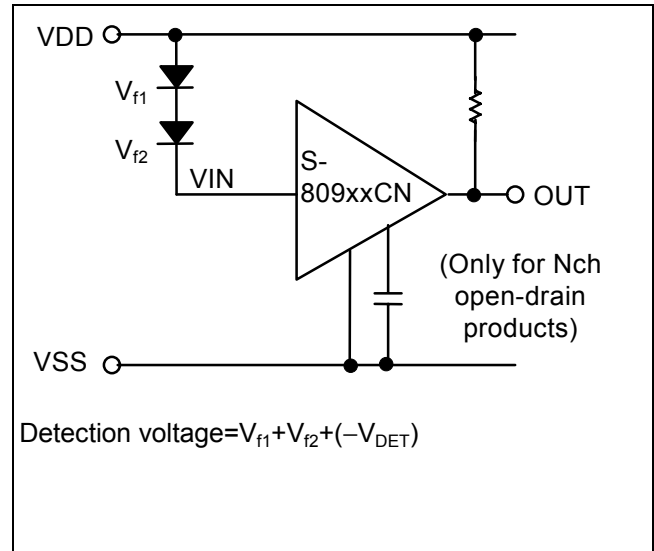 VDD
Vf1
Vf2
VIN
S-
809xxCN
OUT
(Only for Nch
open-drain
products)
VSS
Detection voltage=Vf1+Vf2+(−VDET)